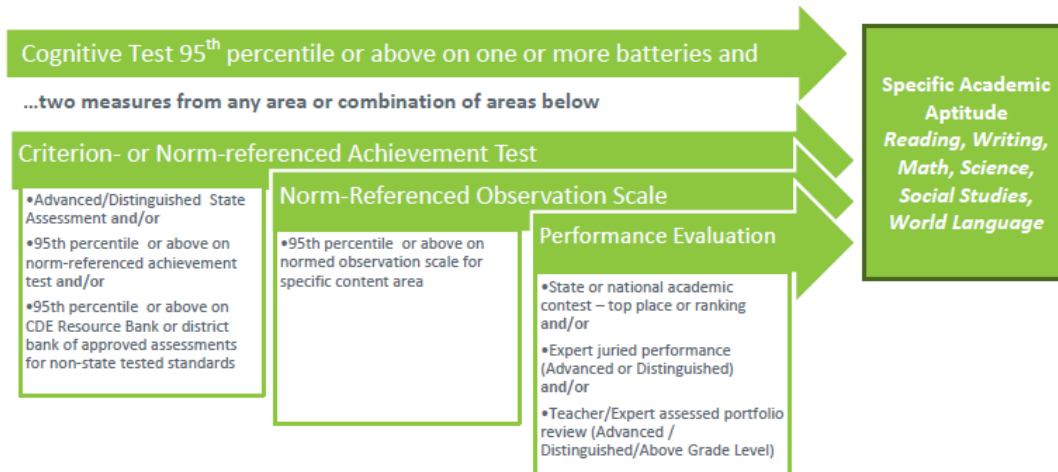 Cognitive Test 95th percentile or above on one or more batteries and
...two measures from any area or combination of areas below
Criterion- or Norm-referenced Achievement Test
•Advanced/Distinguished State
Assessment and/or
•95th percentile or above on
norm-referenced achievement
test and/or
•95th percentile or above on
CDE Resource Bank or district
bank of approved assessments
for non-state tested standards
Norm-Referenced Observation Scale
•95th percentile or above on
normed observation scale for
specific content area
Performance Evaluation
•State or national academic
contest – top place or ranking
and/or
•Expert juried performance
(Advanced or Distinguished)
and/or
•Teacher/Expert assessed portfolio
review (Advanced /
Distinguished/Above Grade Level)
Specific Academic
Aptitude
Reading, Writing,
Math, Science,
Social Studies,
World Language